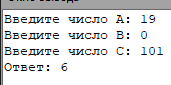 Введите число A: 19
Введите число B: 0
Введите число C: 101
Ответ: 6